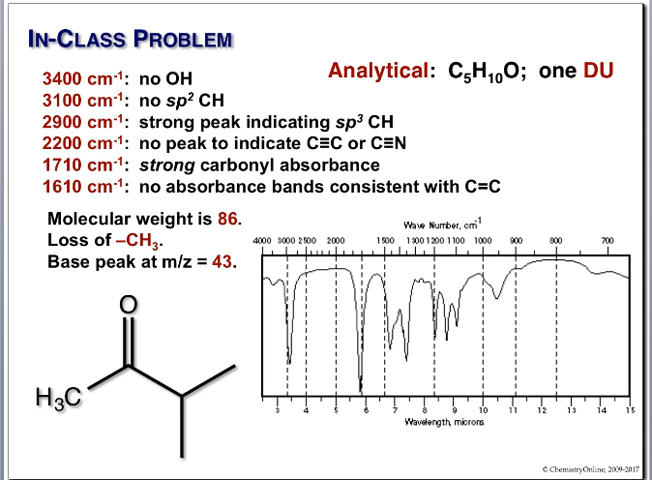 IN-CLASS PROBLEM
Analytical: C₅H₁₀O; one DU
3400 cm⁻¹: no OH
3100 cm⁻¹: no sp² CH
2900 cm⁻¹: strong peak indicating sp³ CH
2200 cm⁻¹: no peak to indicate C≡C or C≡N
1710 cm⁻¹: strong carbonyl absorbance
1610 cm⁻¹: no absorbance bands consistent with C=C
Molecular weight is 86.
Loss of –CH₃.
Base peak at m/z = 43.
Wave Number, cm⁻¹
4000 3000 2500 2000 1500 1300 1200 1100 1000 900 800 700
O
H₃C
3 4 5 6 7 8 9 10 11 12 13 14 15
Wavelength, microns
© ChemistryOnline, 2009-2017